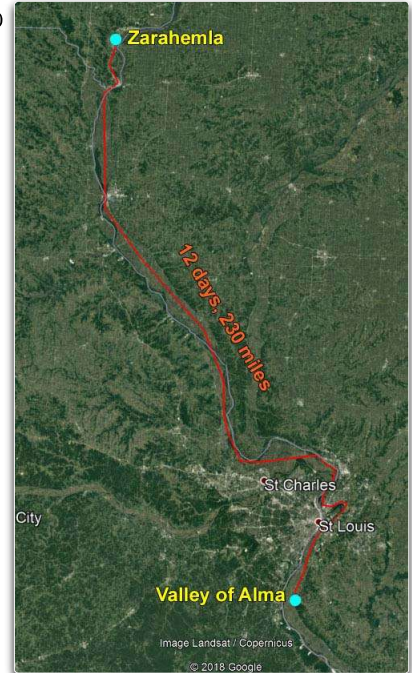 Zarahemla
12 days, 230 miles
St Charles
City
St Louis
Valley of Alma
Image Landsat / Copernicus
© 2018 Google